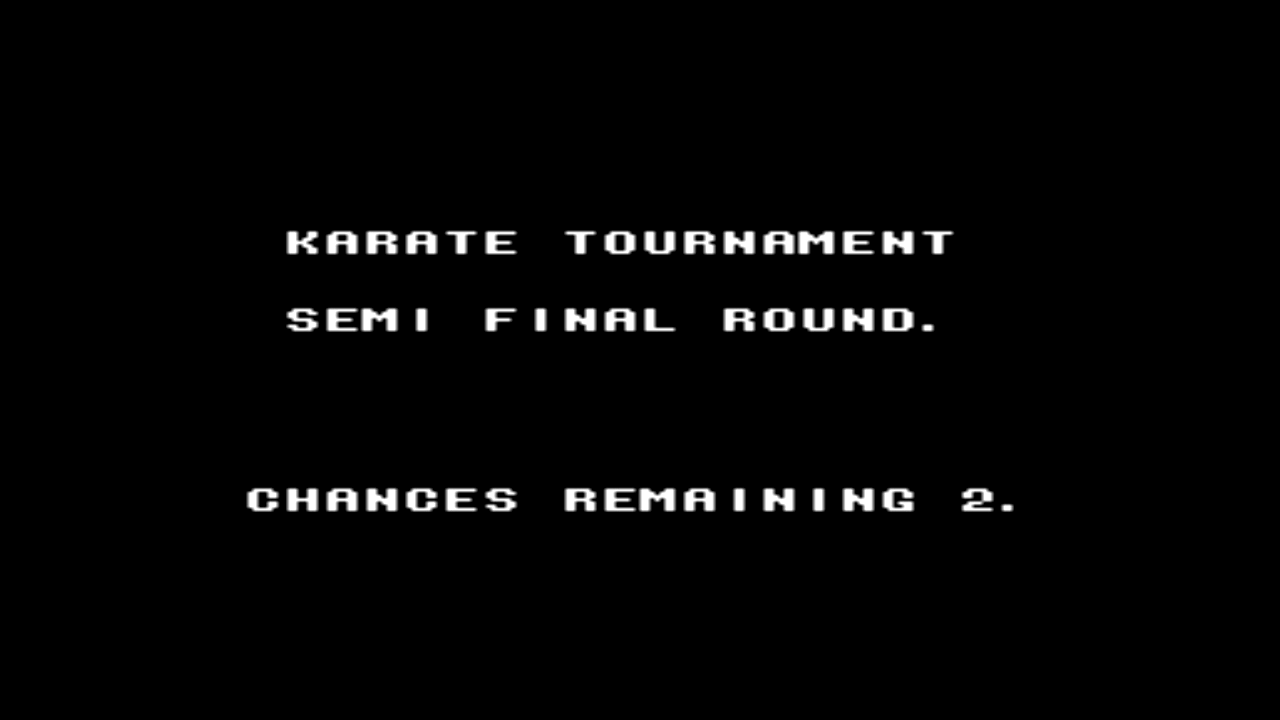 KARATE TOURNAMENT
SEMI FINAL ROUND.
CHANCES REMAINING 2.